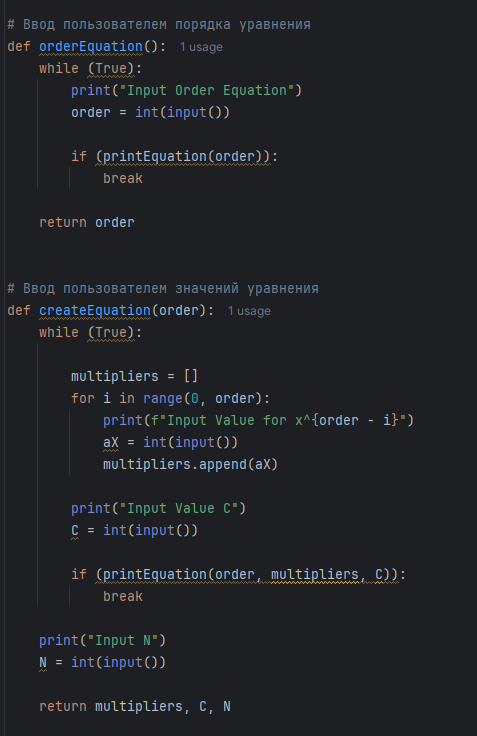 # Ввод пользователем порядка уравнения
def orderEquation(): 1 usage
    while (True):
        print("Input Order Equation")
        order = int(input())
        if (printEquation(order)):
            break
    return order
# Ввод пользователем значений уравнения
def createEquation(order): 1 usage
    while (True):
        multipliers = []
        for i in range(0, order):
            print(f"Input Value for x^{order - i}")
            aX = int(input())
            multipliers.append(aX)
        print("Input Value C")
        C = int(input())
        if (printEquation(order, multipliers, C)):
            break
    print("Input N")
    N = int(input())
    return multipliers, C, N